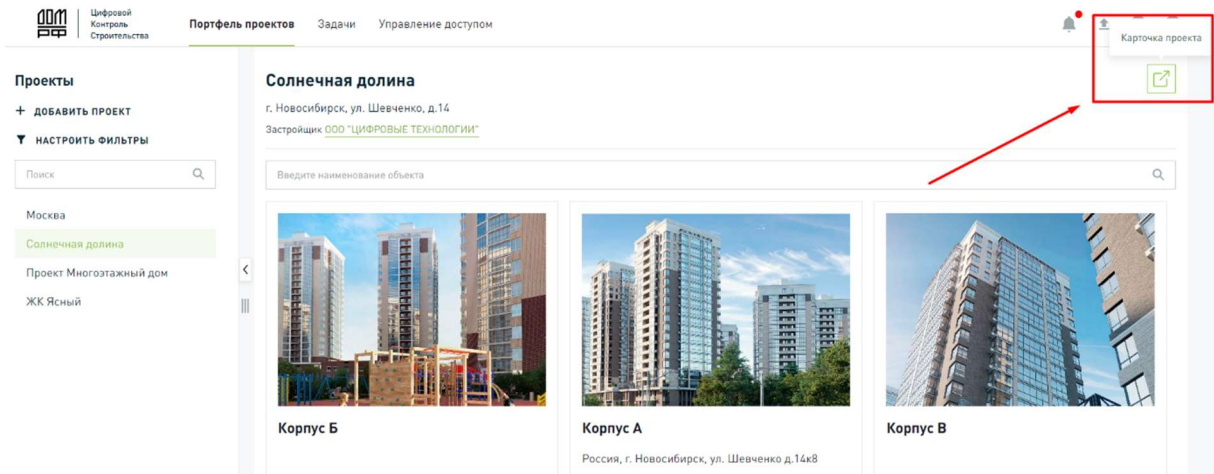 ДОМ
РФ
Цифровой
Контроль
Строительства
Портфель проектов
Задачи
Управление доступом
Карточка проекта
Проекты
+ ДОБАВИТЬ ПРОЕКТ
НАСТРОИТЬ ФИЛЬТРЫ
Поиск
Москва
Солнечная долина
Проект Многоэтажный дом
ЖК Ясный
Солнечная долина
г. Новосибирск, ул. Шевченко, д.14
Застройщик ООО "ЦИФРОВЫЕ ТЕХНОЛОГИИ"
Введите наименование объекта
Корпус Б
Корпус А
Россия, г. Новосибирск, ул. Шевченко д.14к8
Корпус В